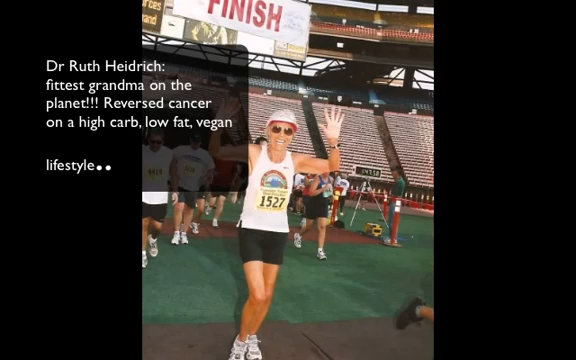 FINISH
Dr Ruth Heidrich:
fittest grandma on the
planet!!! Reversed cancer
on a high carb, low fat, vegan
lifestyle..
1527